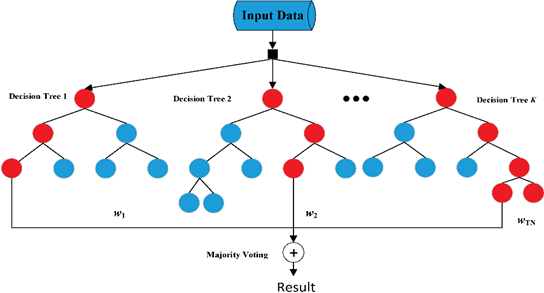 Input Data
Decision Tree 1
Decision Tree 2
Decision Tree K
w1
w2
wTN
Majority Voting
+
Result